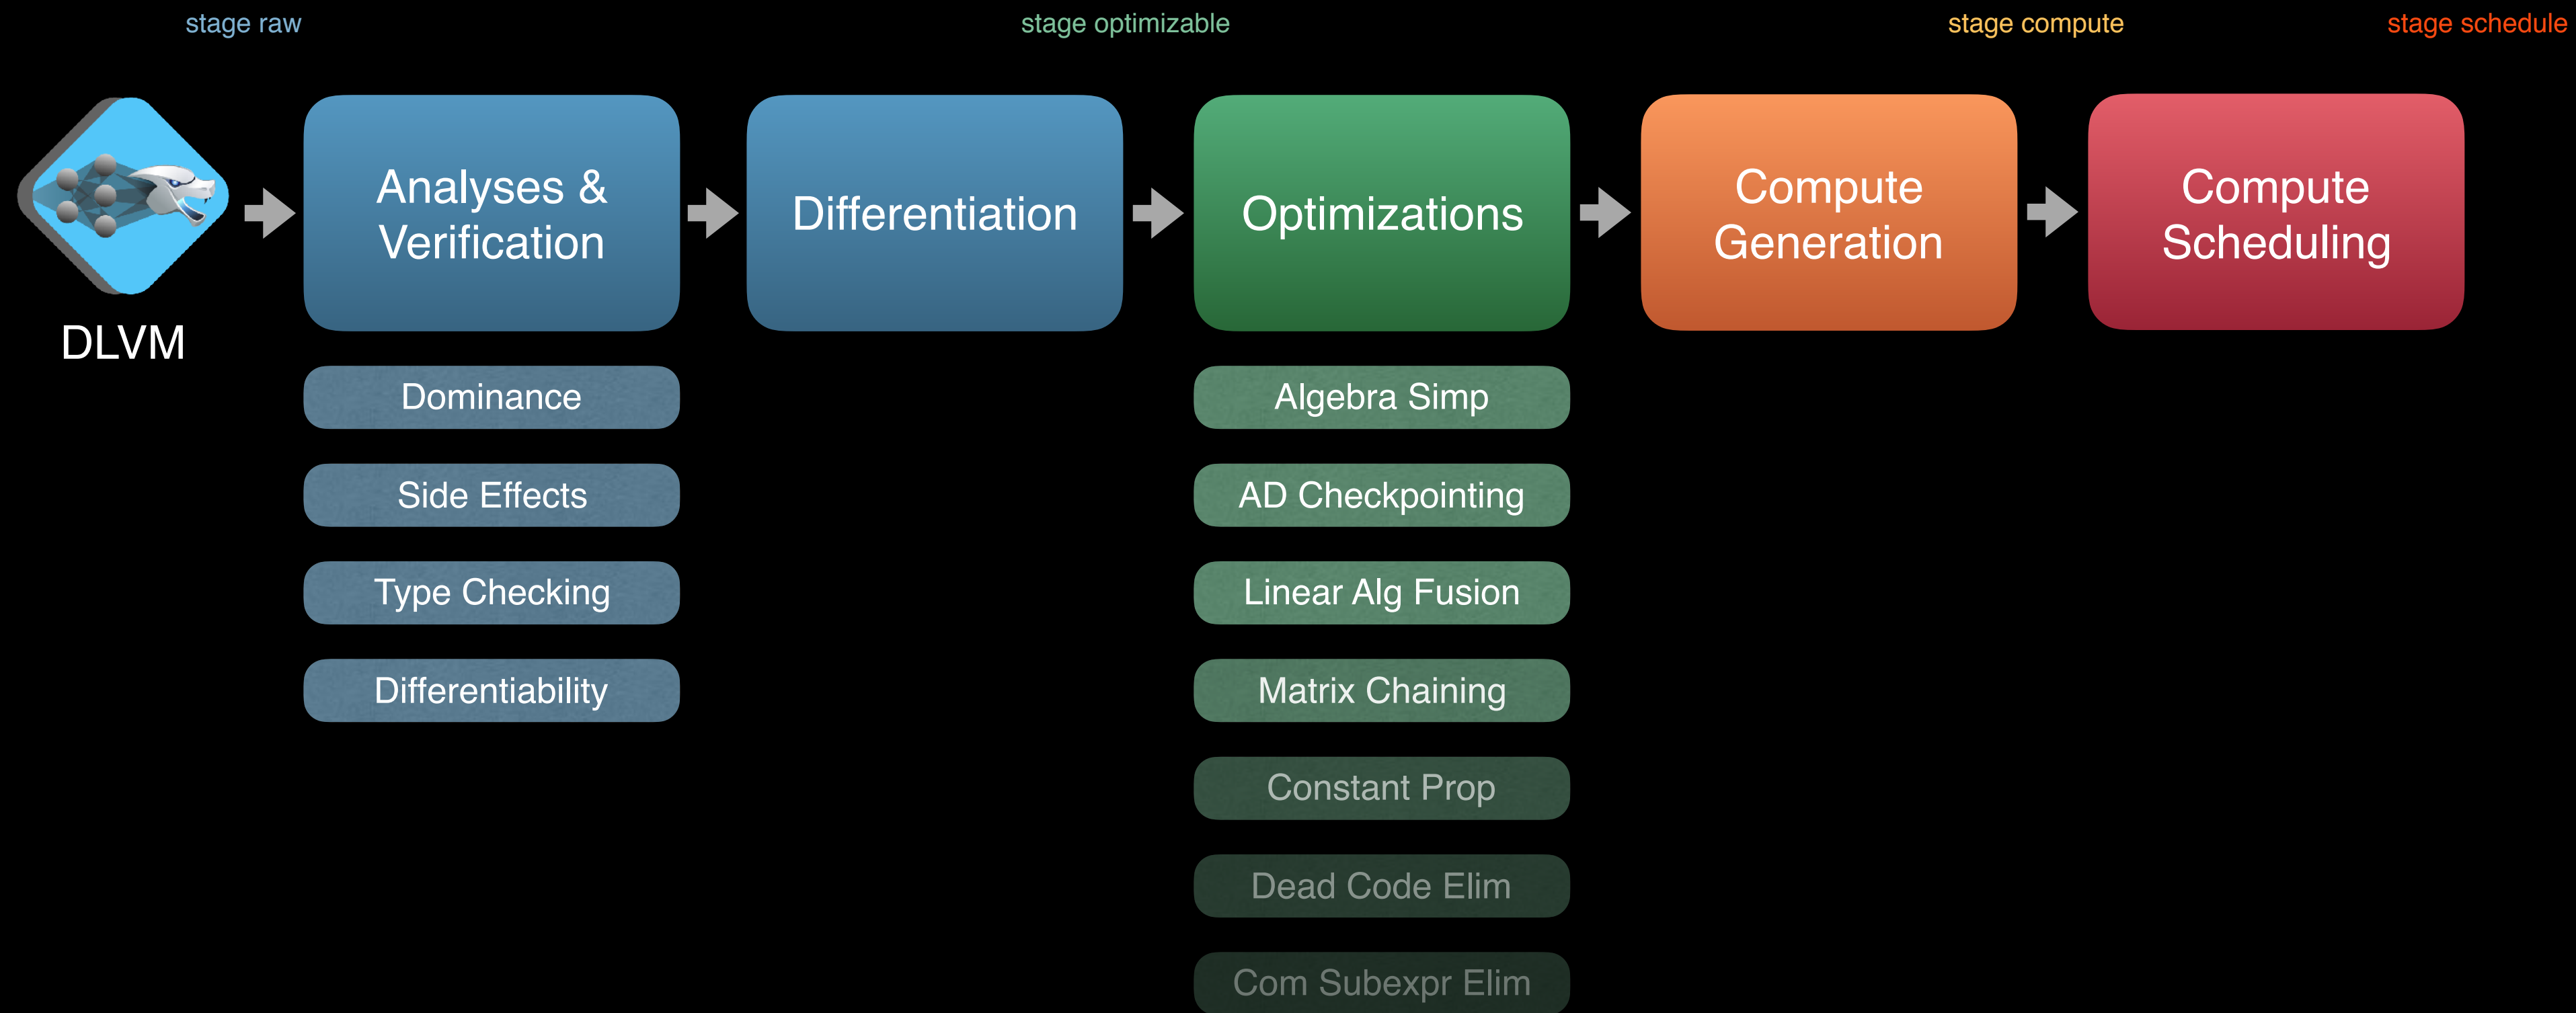 stage raw
stage optimizable
stage compute
stage schedule
DLVM
Analyses &
Verification
Differentiation
Optimizations
Compute
Generation
Compute
Scheduling
Dominance
Side Effects
Type Checking
Differentiability
Algebra Simp
AD Checkpointing
Linear Alg Fusion
Matrix Chaining
Constant Prop
Dead Code Elim
Com Subexpr Elim